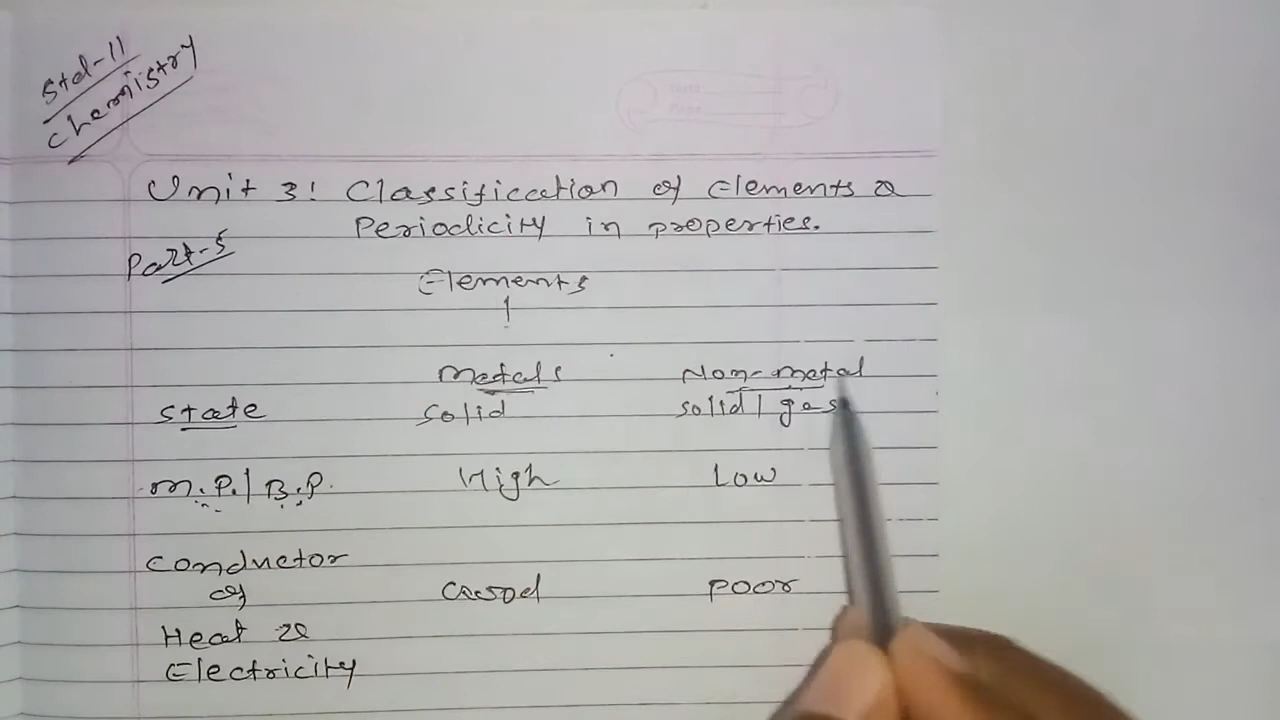 Std-11
Chemistry
Unit 3: Classification of Elements &
Periodicity in properties.
Part-5
Elements
Metals Non-metal
State Solid Solid / gas
M.P. / B.P. High Low
Conductor
of Good Poor
Heat &
Electricity